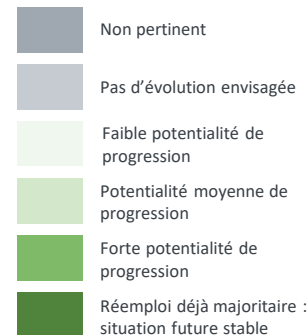 Non pertinent
Pas d’évolution envisagée
Faible potentialité de
progression
Potentialité moyenne de
progression
Forte potentialité de
progression
Réemploi déjà majoritaire :
situation future stable